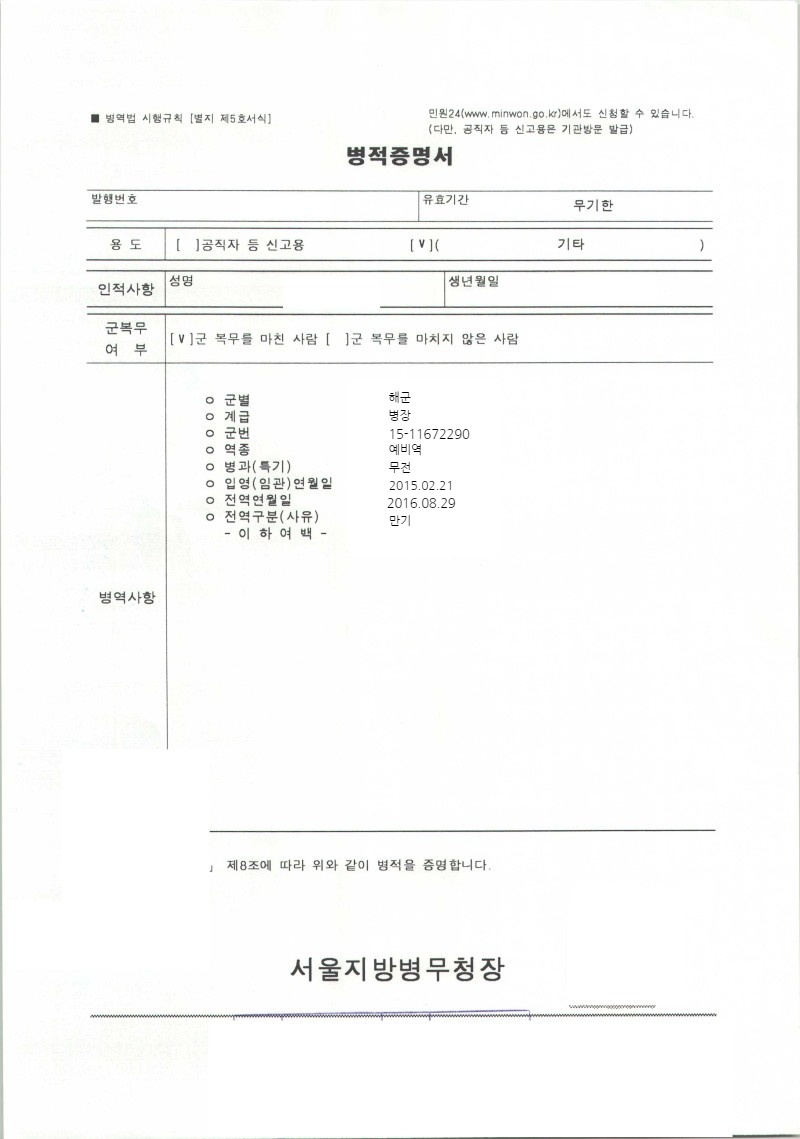 ■ 병역법 시행규칙 [별지 제5호서식]
민원24(www.minwon.go.kr)에서도 신청할 수 있습니다.
(다만, 공직자 등 신고용은 기관방문 발급)
병적증명서
발행번호 유효기간 무기한
용 도 [ ]공직자 등 신고용 [ V ]( 기타 )
인적사항 성명 생년월일
군복무
여 부
[ V ]군 복무를 마친 사람 [ ]군 복무를 마치지 않은 사람
ㅇ 군별 해군
ㅇ 계급 병장
ㅇ 군번 15-11672290
ㅇ 역종 예비역
ㅇ 병과(특기) 무전
ㅇ 입영(임관)연월일 2015.02.21
ㅇ 전역연월일 2016.08.29
ㅇ 전역구분(사유) 만기
- 이 하 여 백 -
병역사항
」 제8조에 따라 위와 같이 병적을 증명합니다.
서울지방병무청장